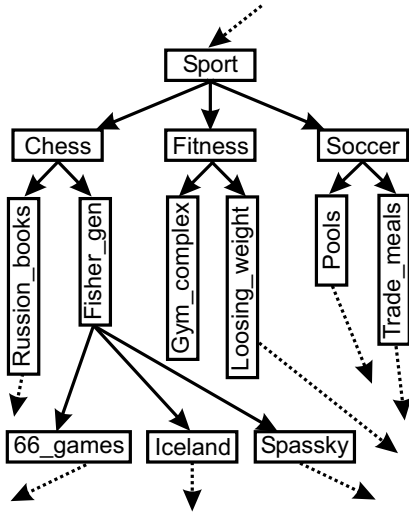 Sport
Chess
Fitness
Soccer
Russion_books
Fisher_gen
Gym_complex
Loosing_weight
Pools
Trade_meals
66_games
Iceland
Spassky